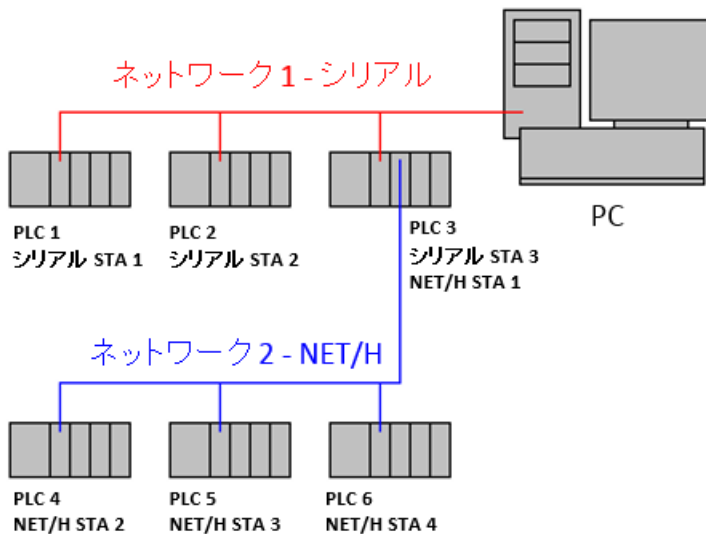 ネットワーク1 - シリアル
PC
PLC 1
シリアル STA 1
PLC 2
シリアル STA 2
PLC 3
シリアル STA 3
NET/H STA 1
ネットワーク2 - NET/H
PLC 4
NET/H STA 2
PLC 5
NET/H STA 3
PLC 6
NET/H STA 4